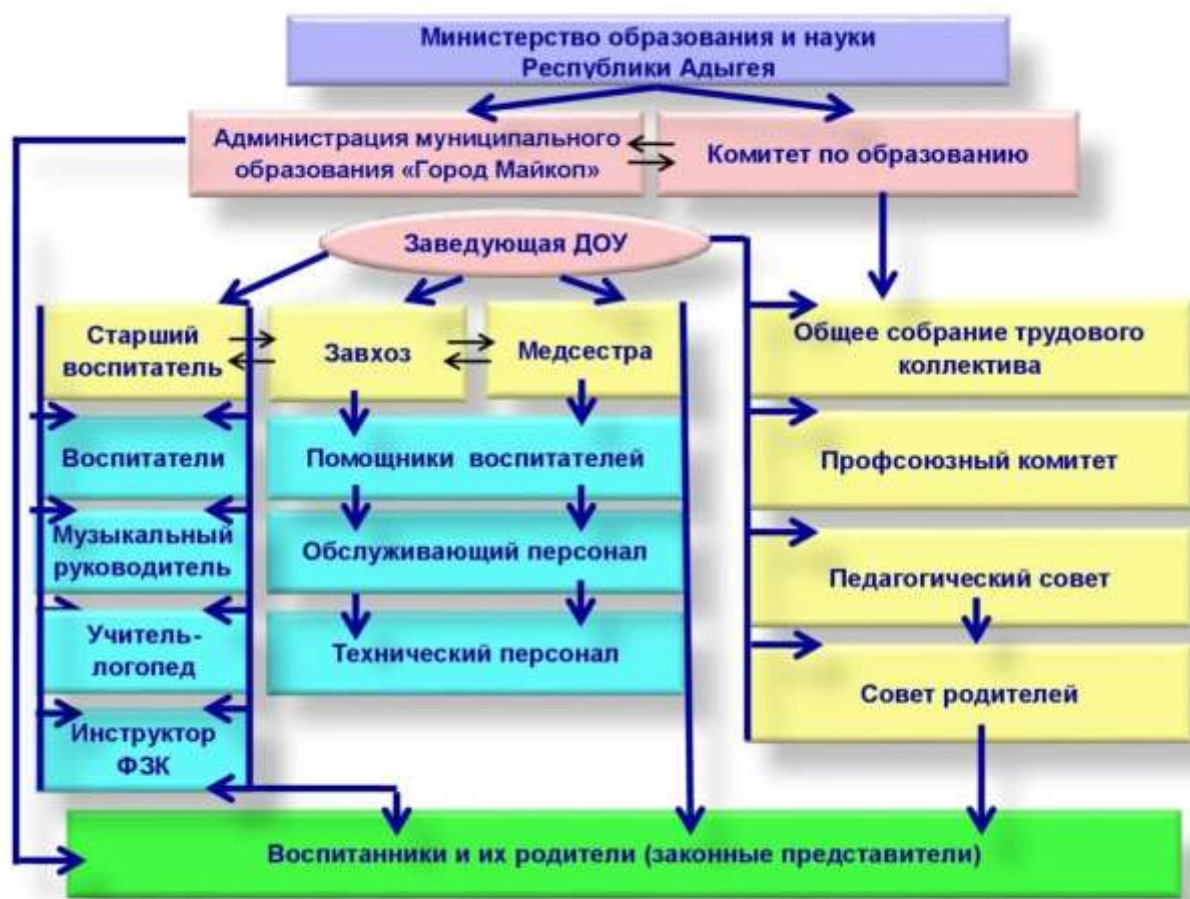 Министерство образования и науки
Республики Адыгея
Администрация муниципального
образования «Город Майкоп»
Комитет по образованию
Заведующая ДОУ
Старший
воспитатель
Завхоз
Медсестра
Общее собрание трудового
коллектива
Воспитатели
Помощники воспитателей
Профсоюзный комитет
Музыкальный
руководитель
Обслуживающий персонал
Педагогический совет
Учитель-
логопед
Технический персонал
Совет родителей
Инструктор
ФЗК
Воспитанники и их родители (законные представители)